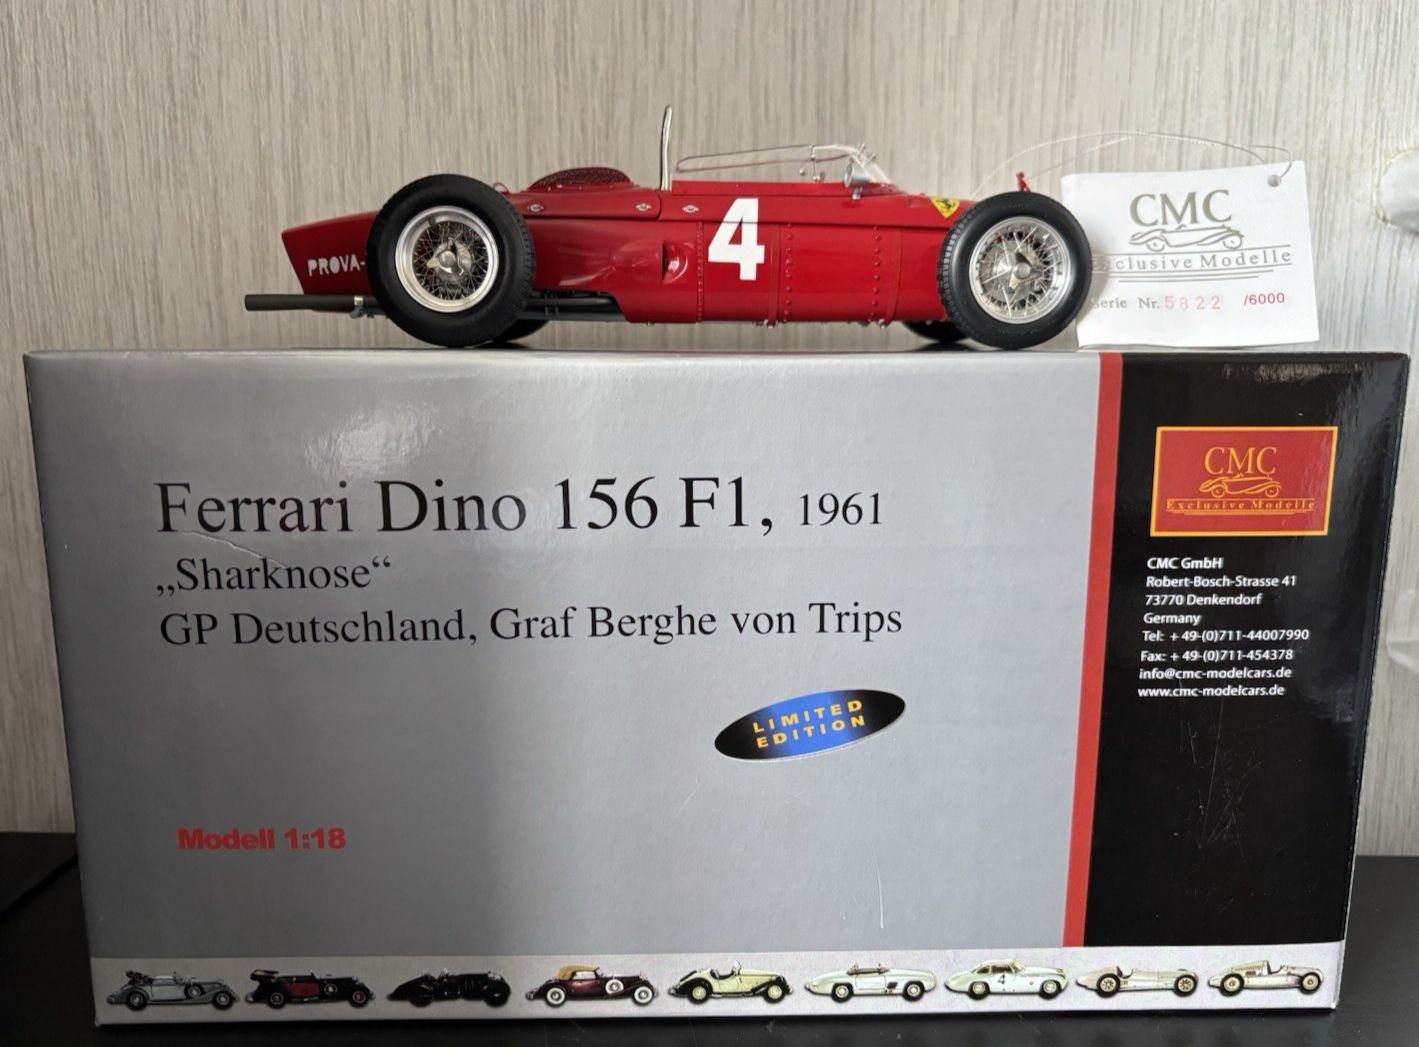 PROVA-
4
CMC
Exclusive Modelle
Serie Nr. 5822 /6000
Ferrari Dino 156 F1, 1961
„Sharknose“
GP Deutschland, Graf Berghe von Trips
LIMITED
EDITION
Modell 1:18
CMC
Exclusive Modelle
CMC GmbH
Robert-Bosch-Strasse 41
73770 Denkendorf
Germany
Tel: + 49-(0)711-44007990
Fax: + 49-(0)711-454378
info@cmc-modelcars.de
www.cmc-modelcars.de
4